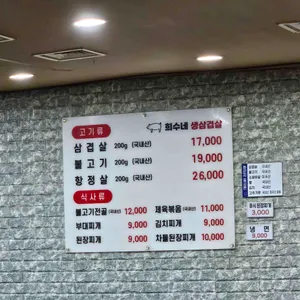 고기류 희수네 생삼겹살
삼겹살 200g (국내산) 17,000
불고기 200g (국내산) 19,000
항정살 200g (국내산) 26,000
식사류
불고기전골 (국내산) 12,000 제육볶음 (국내산) 11,000
부대찌개 9,000 김치찌개 9,000
된장찌개 9,000 차돌된장찌개 10,000
3,000
냉면
9,000